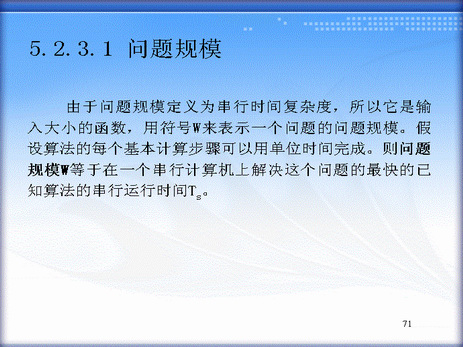 5.2.3.1 问题规模
由于问题规模定义为串行时间复杂度，所以它是输
入大小的函数，用符号W来表示一个问题的问题规模。假
设算法的每个基本计算步骤可以用单位时间完成。则问题
规模W等于在一个串行计算机上解决这个问题的最快的已
知算法的串行运行时间Ts。
71